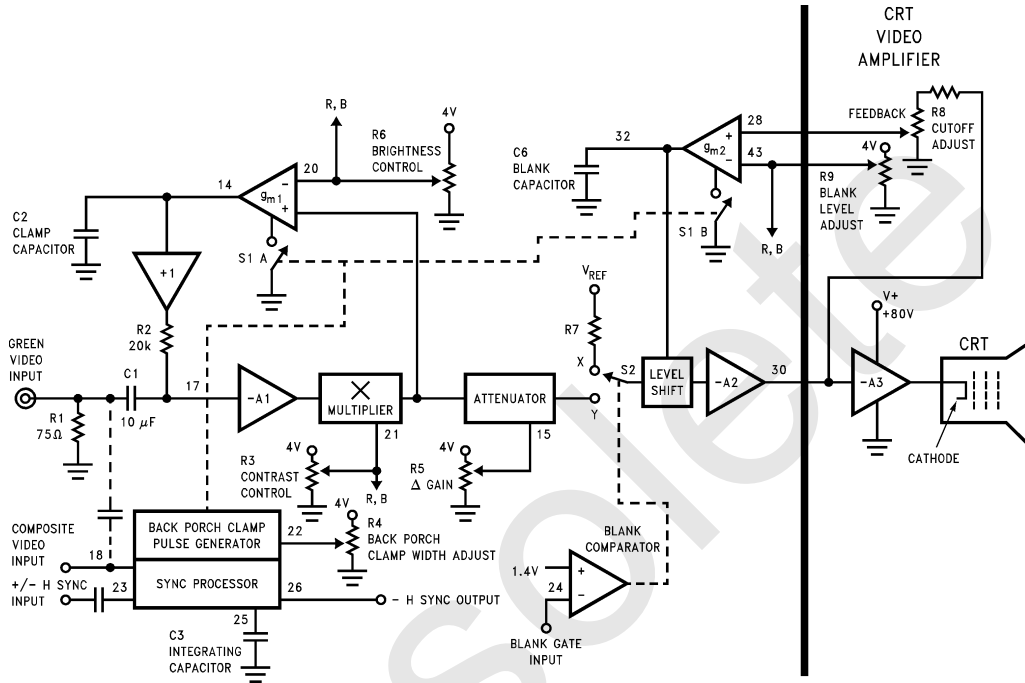 CRT
VIDEO
AMPLIFIER
FEEDBACK
R8
CUTOFF
ADJUST
4V
R9
BLANK
LEVEL
ADJUST
28
43
32
gm2
+
−
C6
BLANK
CAPACITOR
S1 B
R, B
R, B
4V
R6
BRIGHTNESS
CONTROL
20
14
gm1
−
+
C2
CLAMP
CAPACITOR
S1 A
+1
R2
20k
VREF
R7
X
S2
Y
LEVEL
SHIFT
−A2
30
V+
+80V
−A3
CRT
CATHODE
GREEN
VIDEO
INPUT
C1
10 μF
R1
75Ω
17
−A1
X
MULTIPLIER
21
ATTENUATOR
15
4V
R3
CONTRAST
CONTROL
R, B
4V
R5
Δ GAIN
4V
R4
BACK PORCH
CLAMP WIDTH ADJUST
22
BACK PORCH CLAMP
PULSE GENERATOR
COMPOSITE
VIDEO
INPUT
18
+/− H SYNC
INPUT
23
SYNC PROCESSOR
26
− H SYNC OUTPUT
25
C3
INTEGRATING
CAPACITOR
BLANK
COMPARATOR
1.4V
24
+
−
BLANK GATE
INPUT
solete